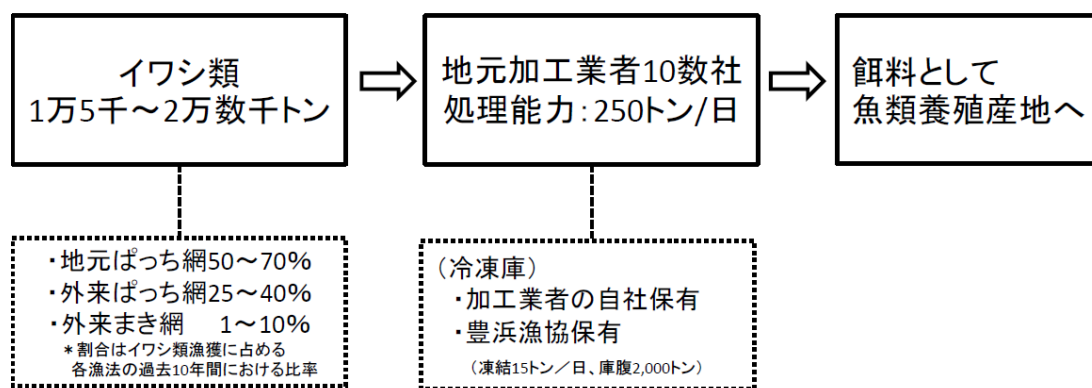 イワシ類
1万5千～2万数千トン
地元加工業者10数社
処理能力：250トン/日
餌料として
魚類養殖産地へ
・地元ぱっち網50～70%
・外来ぱっち網25～40%
・外来まき網　1～10%
＊割合はイワシ類漁獲に占める
各漁法の過去10年間における比率
（冷凍庫）
・加工業者の自社保有
・豊浜漁協保有
（凍結15トン／日、庫腹2,000トン）